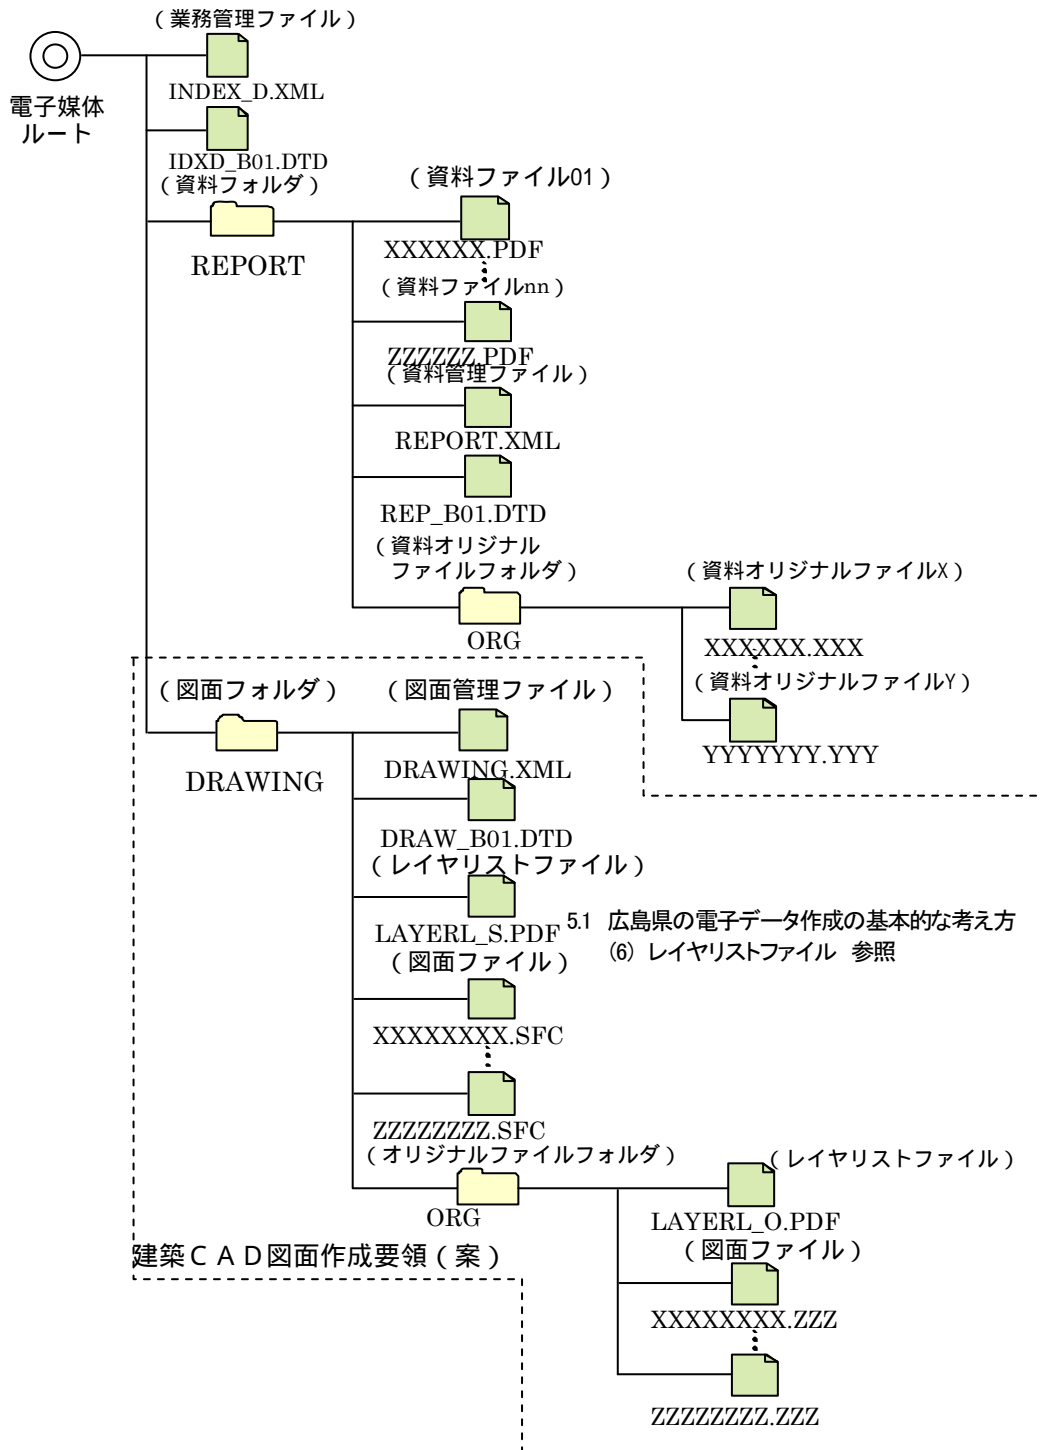 （業務管理ファイル）
INDEX_D.XML
電子媒体
ルート
IDXD_B01.DTD
（資料フォルダ）
REPORT
（資料ファイル01）
XXXXXX.PDF
（資料ファイルnn）
ZZZZZZ.PDF
（資料管理ファイル）
REPORT.XML
REP_B01.DTD
（資料オリジナル
ファイルフォルダ）
ORG
（資料オリジナルファイルX）
XXXXXX.XXX
（資料オリジナルファイルY）
YYYYYYY.YYY
（図面フォルダ）
DRAWING
（図面管理ファイル）
DRAWING.XML
DRAW_B01.DTD
（レイヤリストファイル）
LAYERL_S.PDF
5.1 広島県の電子データ作成の基本的な考え方
(6) レイヤリストファイル 参照
（図面ファイル）
XXXXXXXX.SFC
ZZZZZZZZ.SFC
（オリジナルファイルフォルダ）
ORG
（レイヤリストファイル）
LAYERL_O.PDF
（図面ファイル）
XXXXXXXX.ZZZ
ZZZZZZZZ.ZZZ
建築ＣＡＤ図面作成要領（案）